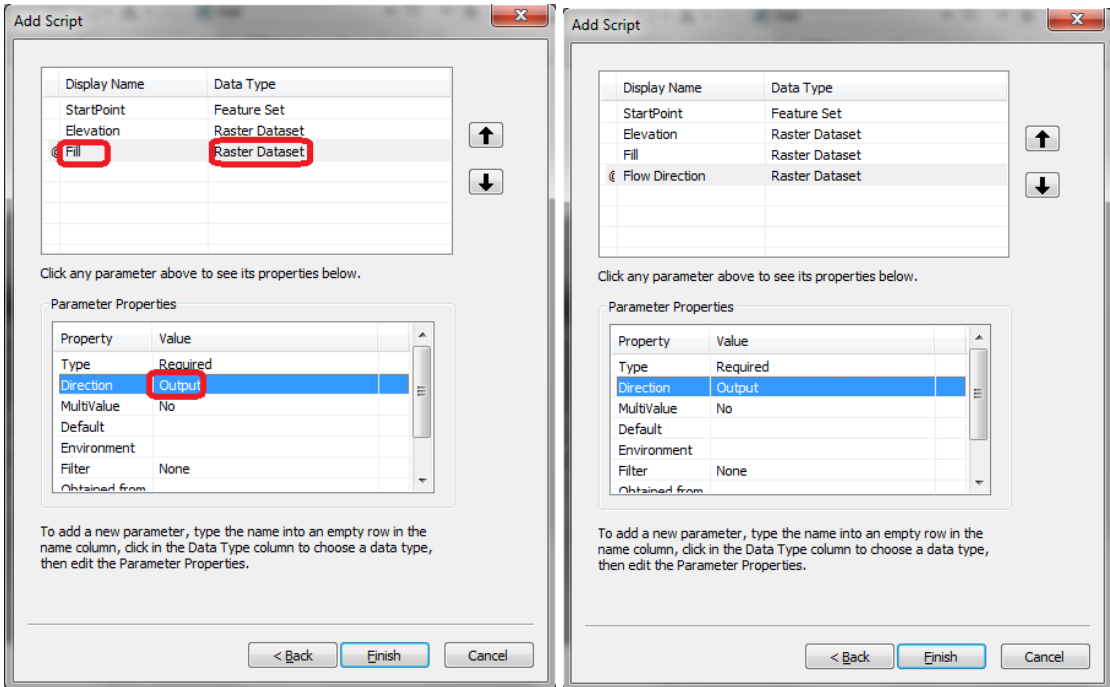 Add Script
Display Name Data Type
StartPoint Feature Set
Elevation Raster Dataset
Fill Raster Dataset
Click any parameter above to see its properties below.
Parameter Properties
Property Value
Type Required
Direction Output
MultiValue No
Default
Environment
Filter None
Obtained from
To add a new parameter, type the name into an empty row in the
name column, click in the Data Type column to choose a data type,
then edit the Parameter Properties.
< Back Finish Cancel
Add Script
Display Name Data Type
StartPoint Feature Set
Elevation Raster Dataset
Fill Raster Dataset
Flow Direction Raster Dataset
Click any parameter above to see its properties below.
Parameter Properties
Property Value
Type Required
Direction Output
MultiValue No
Default
Environment
Filter None
Obtained from
To add a new parameter, type the name into an empty row in the
name column, click in the Data Type column to choose a data type,
then edit the Parameter Properties.
< Back Finish Cancel